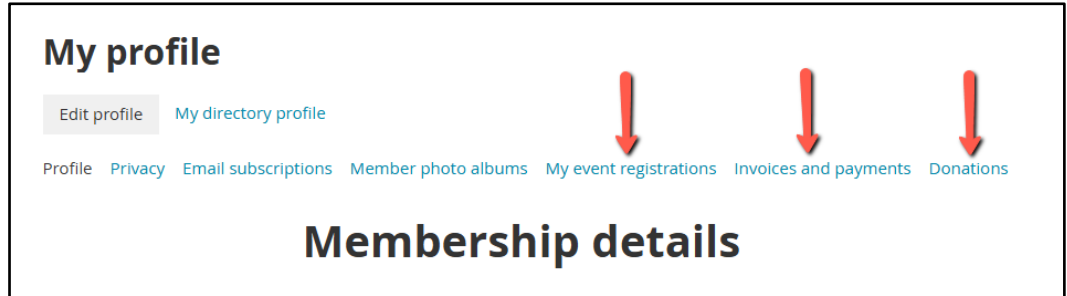 My profile
Edit profile My directory profile
Profile Privacy Email subscriptions Member photo albums My event registrations Invoices and payments Donations
Membership details